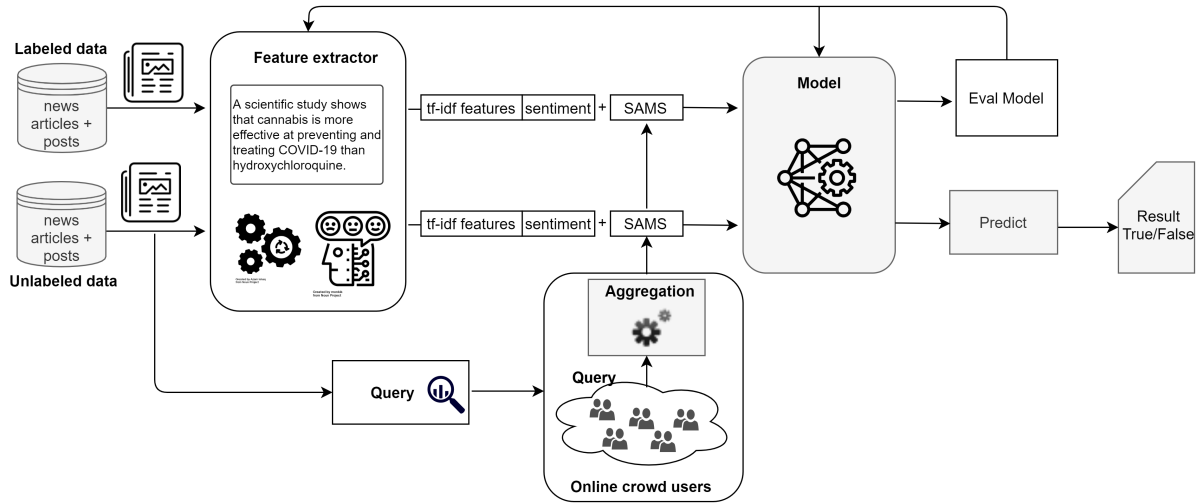 Labeled data
news
articles +
posts
Feature extractor
A scientific study shows
that cannabis is more
effective at preventing and
treating COVID-19 than
hydroxychloroquine.
tf-idf features sentiment + SAMS
Model
Eval Model
news
articles +
posts
Unlabeled data
tf-idf features sentiment + SAMS
Predict
Result
True/False
Aggregation
Query
Query
Online crowd users